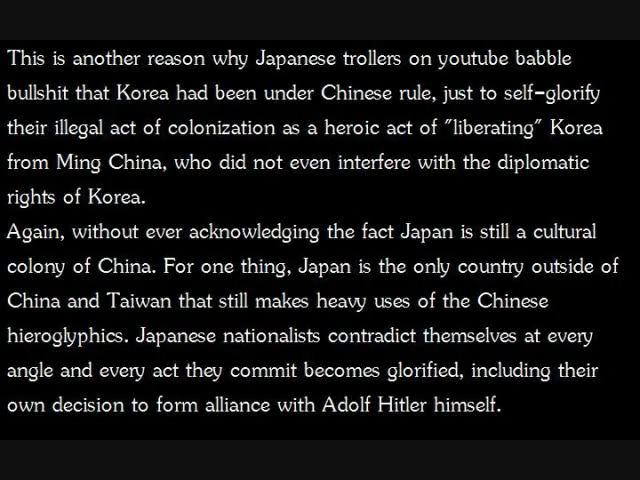 This is another reason why Japanese trollers on youtube babble
bullshit that Korea had been under Chinese rule, just to self-glorify
their illegal act of colonization as a heroic act of "liberating" Korea
from Ming China, who did not even interfere with the diplomatic
rights of Korea.
Again, without ever acknowledging the fact Japan is still a cultural
colony of China. For one thing, Japan is the only country outside of
China and Taiwan that still makes heavy uses of the Chinese
hieroglyphics. Japanese nationalists contradict themselves at every
angle and every act they commit becomes glorified, including their
own decision to form alliance with Adolf Hitler himself.